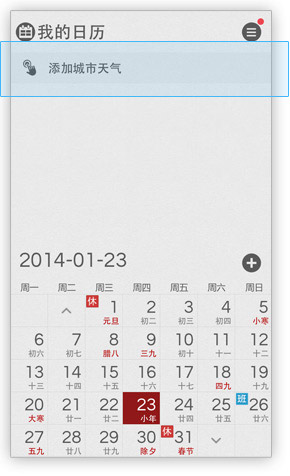 我的日历
添加城市天气
2014-01-23
周一 周二 周三 周四 周五 周六 周日
休 1 2 3 4 5
元旦 初二 初三 初四 小寒
6 7 8 9 10 11 12
初六 初七 腊八 三九 初十 十一 十二
13 14 15 16 17 18 19
十三 十四 十五 十六 十七 四九 十九
20 21 22 23 24 25 班 26
大寒 廿一 廿二 小年 廿四 廿五 廿六
27 28 29 30 休 31
五九 廿八 廿九 除夕 春节